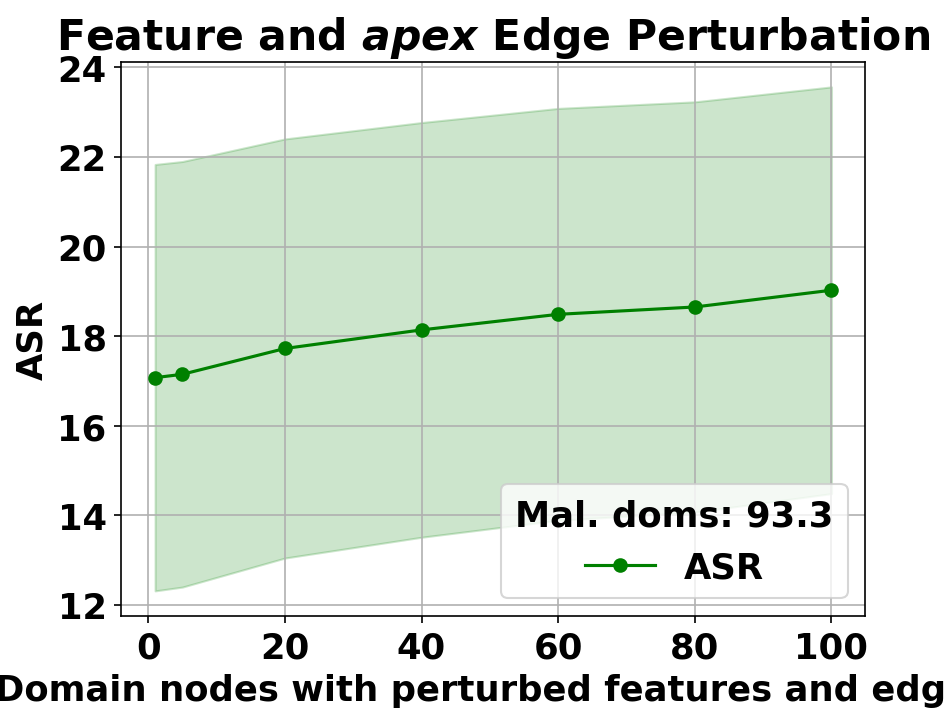 Feature and apex Edge Perturbation
24
22
20
18
16
14
12
ASR
Mal. doms: 93.3
ASR
0 20 40 60 80 100
Domain nodes with perturbed features and edg